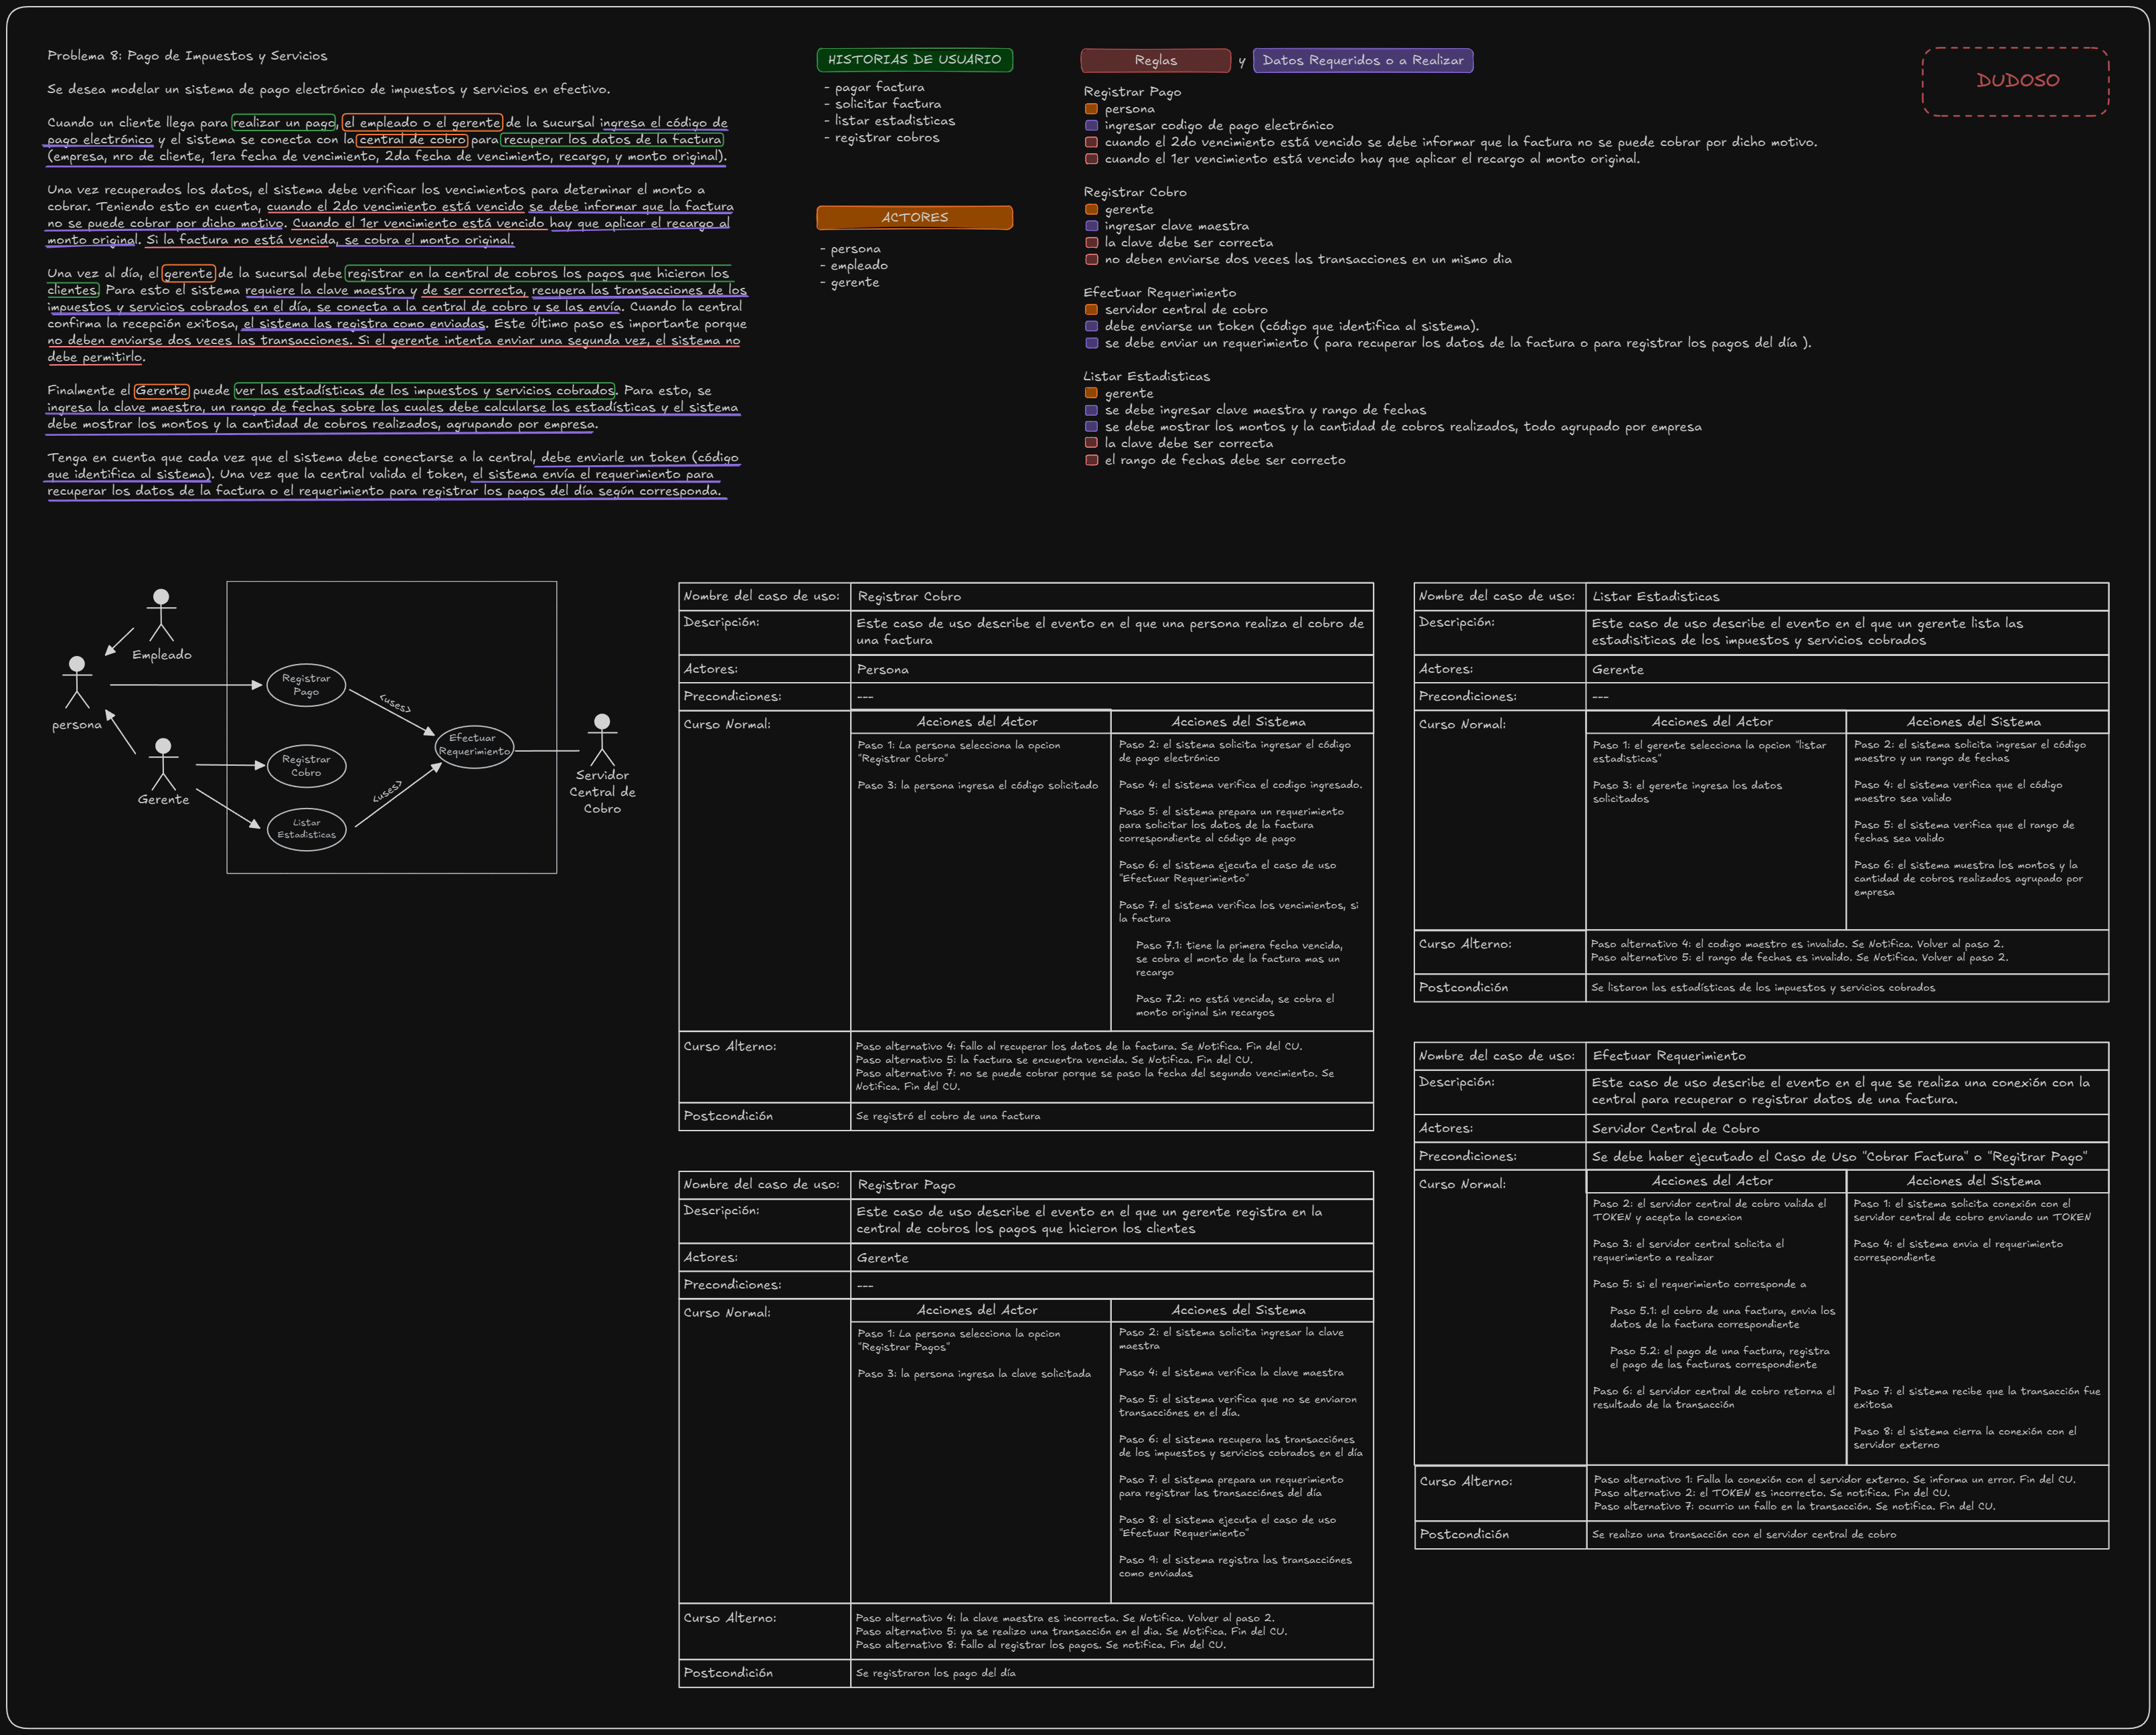 Problema 8: Pago de Impuestos y Servicios
Se desea modelar un sistema de pago electrónico de impuestos y servicios en efectivo.
Cuando un cliente llega para realizar un pago, el empleado o el gerente de la sucursal ingresa el código de
pago electrónico y el sistema se conecta con la central de cobro para recuperar los datos de la factura
(empresa, nro de cliente, 1era fecha de vencimiento, 2da fecha de vencimiento, recargo, y monto original).
Una vez recuperados los datos, el sistema debe verificar los vencimientos para determinar el monto a
cobrar. Teniendo esto en cuenta, cuando el 2do vencimiento está vencido se debe informar que la factura
no se puede cobrar por dicho motivo. Cuando el 1er vencimiento está vencido hay que aplicar el recargo al
monto original. Si la factura no está vencida, se cobra el monto original.
Una vez al día, el gerente de la sucursal debe registrar en la central de cobros los pagos que hicieron los
clientes. Para esto el sistema requiere la clave maestra y de ser correcta, recupera las transacciones de los
impuestos y servicios cobrados en el día, se conecta a la central de cobro y se las envía. Cuando la central
confirma la recepción exitosa, el sistema las registra como enviadas. Este último paso es importante porque
no deben enviarse dos veces las transacciones. Si el gerente intenta enviar una segunda vez, el sistema no
debe permitirlo.
Finalmente el Gerente puede ver las estadísticas de los impuestos y servicios cobrados. Para esto, se
ingresa la clave maestra, un rango de fechas sobre las cuales debe calcularse las estadísticas y el sistema
debe mostrar los montos y la cantidad de cobros realizados, agrupando por empresa.
Tenga en cuenta que cada vez que el sistema debe conectarse a la central, debe enviarle un token (código
que identifica al sistema). Una vez que la central valida el token, el sistema envía el requerimiento para
recuperar los datos de la factura o el requerimiento para registrar los pagos del día según corresponda.
HISTORIAS DE USUARIO
- pagar factura
- solicitar factura
- listar estadisticas
- registrar cobros
ACTORES
- persona
- empleado
- gerente
Reglas y Datos Requeridos o a Realizar
Registrar Pago
persona
ingresar codigo de pago electrónico
cuando el 2do vencimiento está vencido se debe informar que la factura no se puede cobrar por dicho motivo.
cuando el 1er vencimiento está vencido hay que aplicar el recargo al monto original.
Registrar Cobro
gerente
ingresar clave maestra
la clave debe ser correcta
no deben enviarse dos veces las transacciones en un mismo dia
Efectuar Requerimiento
servidor central de cobro
debe enviarse un token (código que identifica al sistema).
se debe enviar un requerimiento ( para recuperar los datos de la factura o para registrar los pagos del día ).
Listar Estadisticas
gerente
se debe ingresar clave maestra y rango de fechas
se debe mostrar los montos y la cantidad de cobros realizados, todo agrupado por empresa
la clave debe ser correcta
el rango de fechas debe ser correcto
DUDOSO
Empleado
persona
Gerente
Registrar
Pago
Registrar
Cobro
Listar
Estadisticas
<uses>
<uses>
Efectuar
Requerimiento
Servidor
Central de
Cobro
Nombre del caso de uso: Registrar Cobro
Descripción: Este caso de uso describe el evento en el que una persona realiza el cobro de
una factura
Actores: Persona
Precondiciones: ---
Curso Normal: Acciones del Actor Acciones del Sistema
Paso 1: La persona selecciona la opcion
"Registrar Cobro"
Paso 3: la persona ingresa el código solicitado
Paso 2: el sistema solicita ingresar el código
de pago electrónico
Paso 4: el sistema verifica el codigo ingresado.
Paso 5: el sistema prepara un requerimiento
para solicitar los datos de la factura
correspondiente al código de pago
Paso 6: el sistema ejecuta el caso de uso
"Efectuar Requerimiento"
Paso 7: el sistema verifica los vencimientos, si
la factura
Paso 7.1: tiene la primera fecha vencida,
se cobra el monto de la factura mas un
recargo
Paso 7.2: no está vencida, se cobra el
monto original sin recargos
Curso Alterno: Paso alternativo 4: fallo al recuperar los datos de la factura. Se Notifica. Fin del CU.
Paso alternativo 5: la factura se encuentra vencida. Se Notifica. Fin del CU.
Paso alternativo 7: no se puede cobrar porque se paso la fecha del segundo vencimiento. Se
Notifica. Fin del CU.
Postcondición Se registró el cobro de una factura
Nombre del caso de uso: Registrar Pago
Descripción: Este caso de uso describe el evento en el que un gerente registra en la
central de cobros los pagos que hicieron los clientes
Actores: Gerente
Precondiciones: ---
Curso Normal: Acciones del Actor Acciones del Sistema
Paso 1: La persona selecciona la opcion
"Registrar Pagos"
Paso 3: la persona ingresa la clave solicitada
Paso 2: el sistema solicita ingresar la clave
maestra
Paso 4: el sistema verifica la clave maestra
Paso 5: el sistema verifica que no se enviaron
transacciónes en el día.
Paso 6: el sistema recupera las transacciónes
de los impuestos y servicios cobrados en el día
Paso 7: el sistema prepara un requerimiento
para registrar las transacciónes del día
Paso 8: el sistema ejecuta el caso de uso
"Efectuar Requerimiento"
Paso 9: el sistema registra las transacciónes
como enviadas
Curso Alterno: Paso alternativo 4: la clave maestra es incorrecta. Se Notifica. Volver al paso 2.
Paso alternativo 5: ya se realizo una transacción en el dia. Se Notifica. Fin del CU.
Paso alternativo 8: fallo al registrar los pagos. Se notifica. Fin del CU.
Postcondición Se registraron los pago del día
Nombre del caso de uso: Listar Estadisticas
Descripción: Este caso de uso describe el evento en el que un gerente lista las
estadisiticas de los impuestos y servicios cobrados
Actores: Gerente
Precondiciones: ---
Curso Normal: Acciones del Actor Acciones del Sistema
Paso 1: el gerente selecciona la opcion "listar
estadisticas"
Paso 3: el gerente ingresa los datos
solicitados
Paso 2: el sistema solicita ingresar el código
maestro y un rango de fechas
Paso 4: el sistema verifica que el código
maestro sea valido
Paso 5: el sistema verifica que el rango de
fechas sea valido
Paso 6: el sistema muestra los montos y la
cantidad de cobros realizados agrupado por
empresa
Curso Alterno: Paso alternativo 4: el codigo maestro es invalido. Se Notifica. Volver al paso 2.
Paso alternativo 5: el rango de fechas es invalido. Se Notifica. Volver al paso 2.
Postcondición Se listaron las estadísticas de los impuestos y servicios cobrados
Nombre del caso de uso: Efectuar Requerimiento
Descripción: Este caso de uso describe el evento en el que se realiza una conexión con la
central para recuperar o registrar datos de una factura.
Actores: Servidor Central de Cobro
Precondiciones: Se debe haber ejecutado el Caso de Uso "Cobrar Factura" o "Regitrar Pago"
Curso Normal: Acciones del Actor Acciones del Sistema
Paso 2: el servidor central de cobro valida el
TOKEN y acepta la conexion
Paso 3: el servidor central solicita el
requerimiento a realizar
Paso 5: si el requerimiento corresponde a
Paso 5.1: el cobro de una factura, envia los
datos de la factura correspondiente
Paso 5.2: el pago de una factura, registra
el pago de las facturas correspondiente
Paso 6: el servidor central de cobro retorna el
resultado de la transacción
Paso 1: el sistema solicita conexión con el
servidor central de cobro enviando un TOKEN
Paso 4: el sistema envia el requerimiento
correspondiente
Paso 7: el sistema recibe que la transacción fue
exitosa
Paso 8: el sistema cierra la conexión con el
servidor externo
Curso Alterno: Paso alternativo 1: Falla la conexión con el servidor externo. Se informa un error. Fin del CU.
Paso alternativo 2: el TOKEN es incorrecto. Se notifica. Fin del CU.
Paso alternativo 7: ocurrio un fallo en la transacción. Se notifica. Fin del CU.
Postcondición Se realizo una transacción con el servidor central de cobro